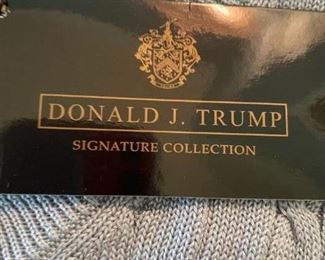 DONALD J. TRUMP
SIGNATURE COLLECTION